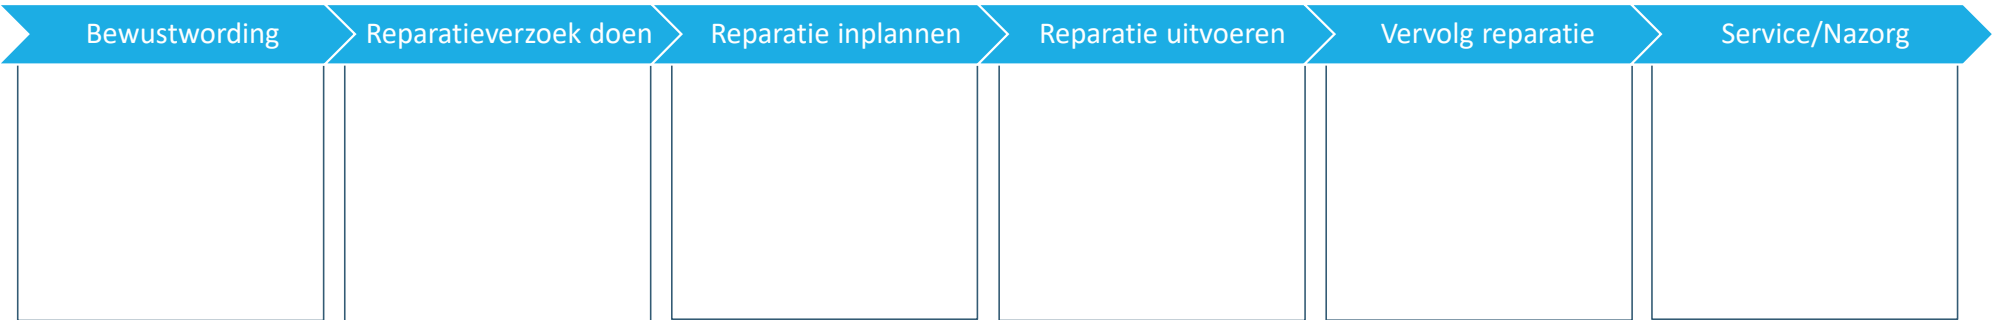 Bewustwording
Reparatieverzoek doen
Reparatie inplannen
Reparatie uitvoeren
Vervolg reparatie
Service/Nazorg